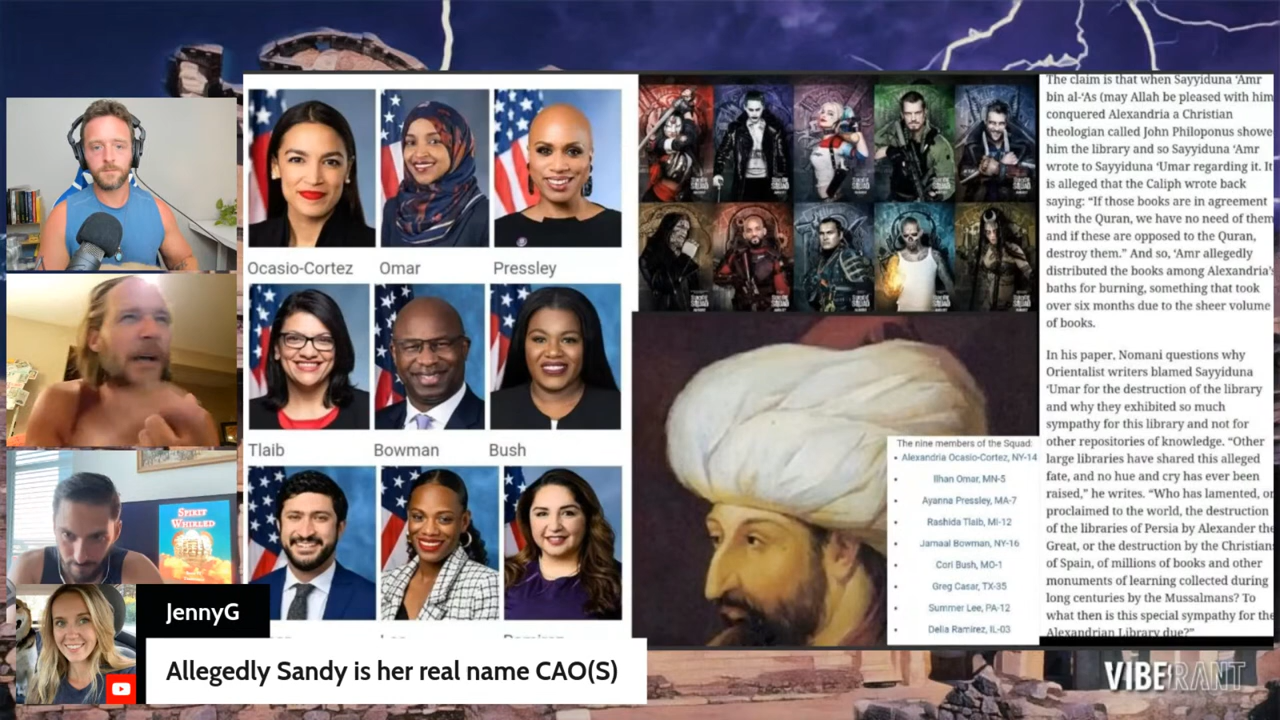 Ocasio-Cortez Omar Pressley
Tlaib Bowman Bush
Lee Ramirez
SPIRIT
WHIRLED
JennyG
Allegedly Sandy is her real name CAO(S)
The nine members of the Squad:
• Alexandria Ocasio-Cortez, NY-14
• Ilhan Omar, MN-5
• Ayanna Pressley, MA-7
• Rashida Tlaib, MI-12
• Jamaal Bowman, NY-16
• Cori Bush, MO-1
• Greg Casar, TX-35
• Summer Lee, PA-12
• Delia Ramirez, IL-03
The claim is that when Sayyiduna ‘Amr
bin al-‘As (may Allah be pleased with him
conquered Alexandria a Christian
theologian called John Philoponus showe
him the library and so Sayyiduna ‘Amr
wrote to Sayyiduna ‘Umar regarding it. It
is alleged that the Caliph wrote back
saying: “If those books are in agreement
with the Quran, we have no need of them
and if these are opposed to the Quran,
destroy them.” And so, ‘Amr allegedly
distributed the books among Alexandria’s
baths for burning, something that took
over six months due to the sheer volume
of books.
In his paper, Nomani questions why
Orientalist writers blamed Sayyiduna
‘Umar for the destruction of the library
and why they exhibited so much
sympathy for this library and not for
other repositories of knowledge. “Other
large libraries have shared this alleged
fate, and no hue and cry has ever been
raised,” he writes. “Who has lamented, or
proclaimed to the world, the destruction
of the libraries of Persia by Alexander the
Great, or the destruction by the Christians
of Spain, of millions of books and other
monuments of learning collected during
long centuries by the Mussalmans? To
what then is this special sympathy for the
Alexandrian Library due?”
VIBERANT